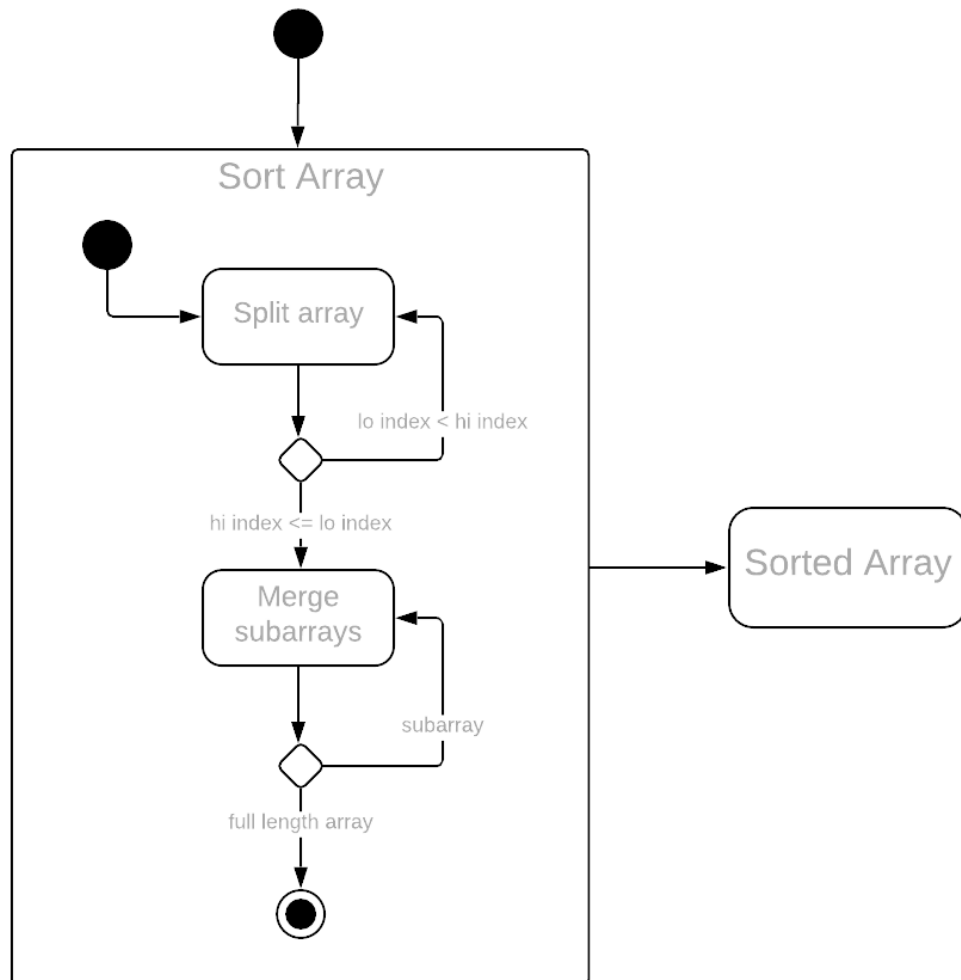 Sort Array
Split array
lo index < hi index
hi index <= lo index
Merge
subarrays
subarray
full length array
Sorted Array